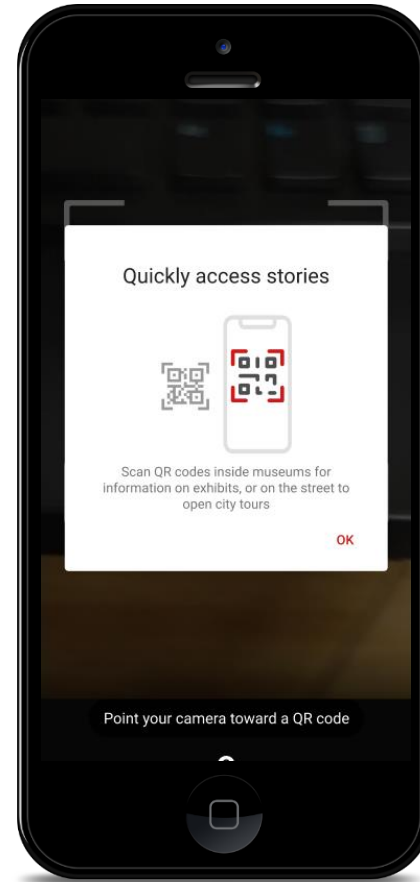 Quickly access stories
Scan QR codes inside museums for
information on exhibits, or on the street to
open city tours
OK
Point your camera toward a QR code